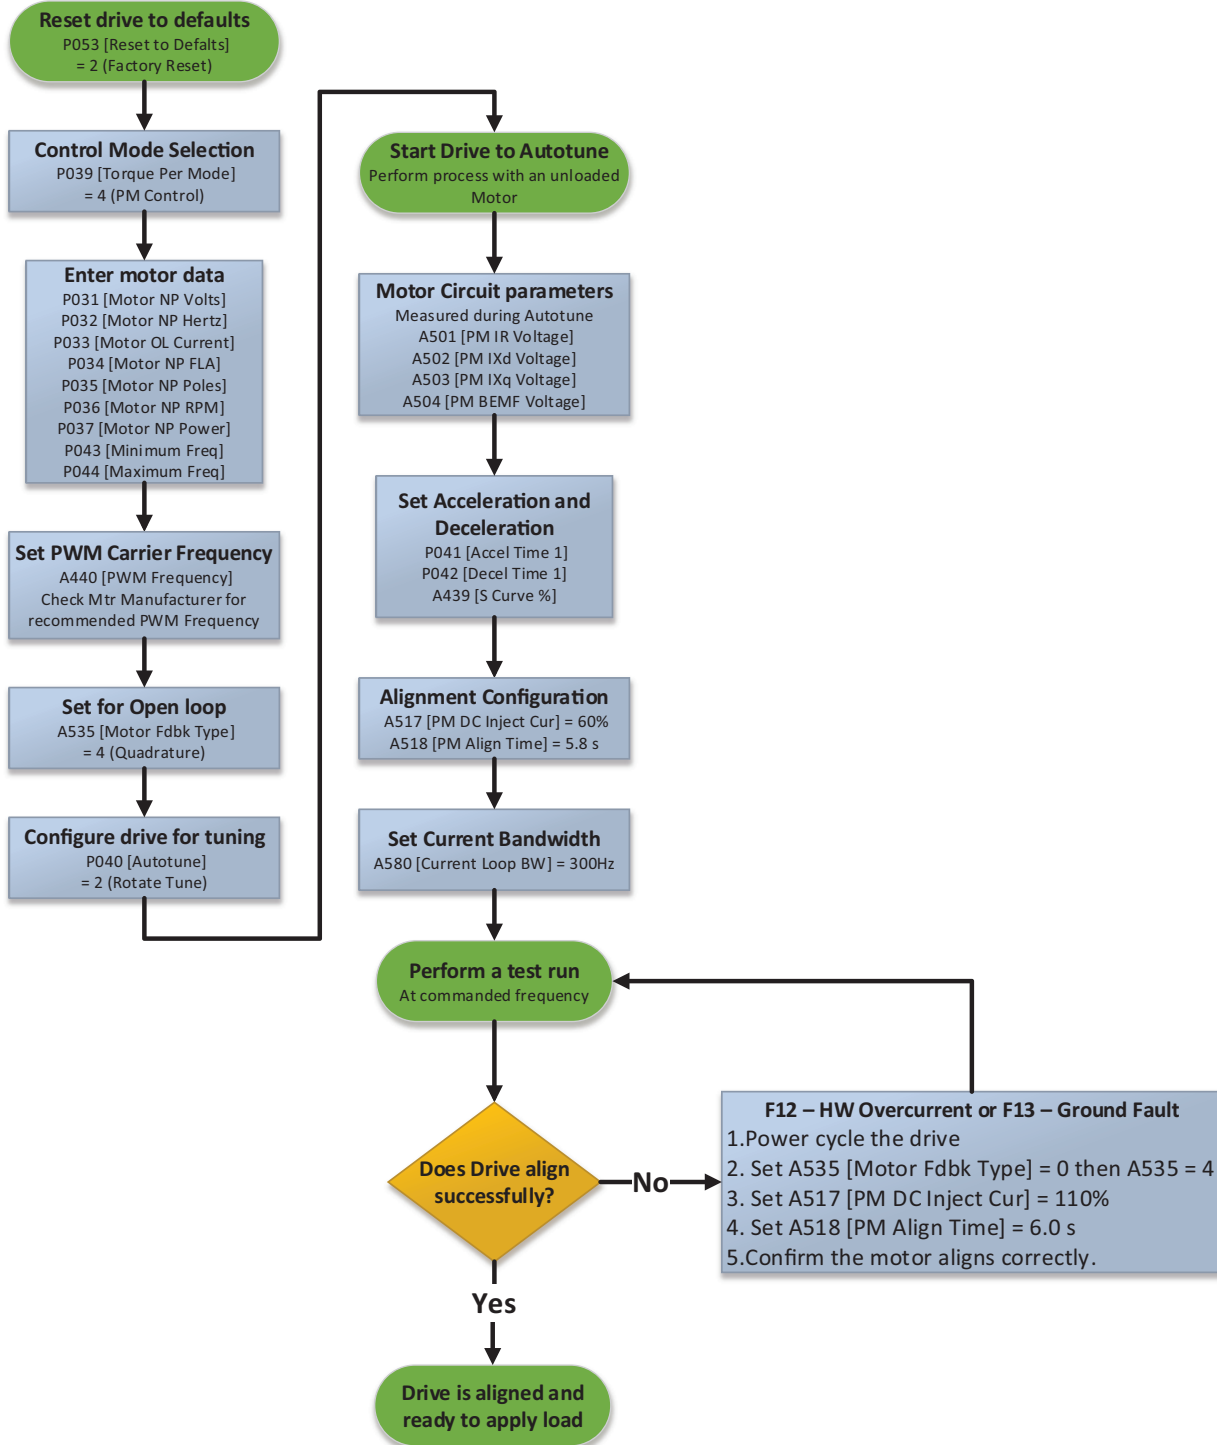 Reset drive to defaults
P053 [Reset to Defalts]
= 2 (Factory Reset)
Control Mode Selection
P039 [Torque Per Mode]
= 4 (PM Control)
Enter motor data
P031 [Motor NP Volts]
P032 [Motor NP Hertz]
P033 [Motor OL Current]
P034 [Motor NP FLA]
P035 [Motor NP Poles]
P036 [Motor NP RPM]
P037 [Motor NP Power]
P043 [Minimum Freq]
P044 [Maximum Freq]
Set PWM Carrier Frequency
A440 [PWM Frequency]
Check Mtr Manufacturer for
recommended PWM Frequency
Set for Open loop
A535 [Motor Fdbk Type]
= 4 (Quadrature)
Configure drive for tuning
P040 [Autotune]
= 2 (Rotate Tune)
Start Drive to Autotune
Perform process with an unloaded
Motor
Motor Circuit parameters
Measured during Autotune
A501 [PM IR Voltage]
A502 [PM IXd Voltage]
A503 [PM IXq Voltage]
A504 [PM BEMF Voltage]
Set Acceleration and
Deceleration
P041 [Accel Time 1]
P042 [Decel Time 1]
A439 [S Curve %]
Alignment Configuration
A517 [PM DC Inject Cur] = 60%
A518 [PM Align Time] = 5.8 s
Set Current Bandwidth
A580 [Current Loop BW] = 300Hz
Perform a test run
At commanded frequency
Does Drive align
successfully?
No
F12 – HW Overcurrent or F13 – Ground Fault
1.Power cycle the drive
2. Set A535 [Motor Fdbk Type] = 0 then A535 = 4
3. Set A517 [PM DC Inject Cur] = 110%
4. Set A518 [PM Align Time] = 6.0 s
5.Confirm the motor aligns correctly.
Yes
Drive is aligned and
ready to apply load